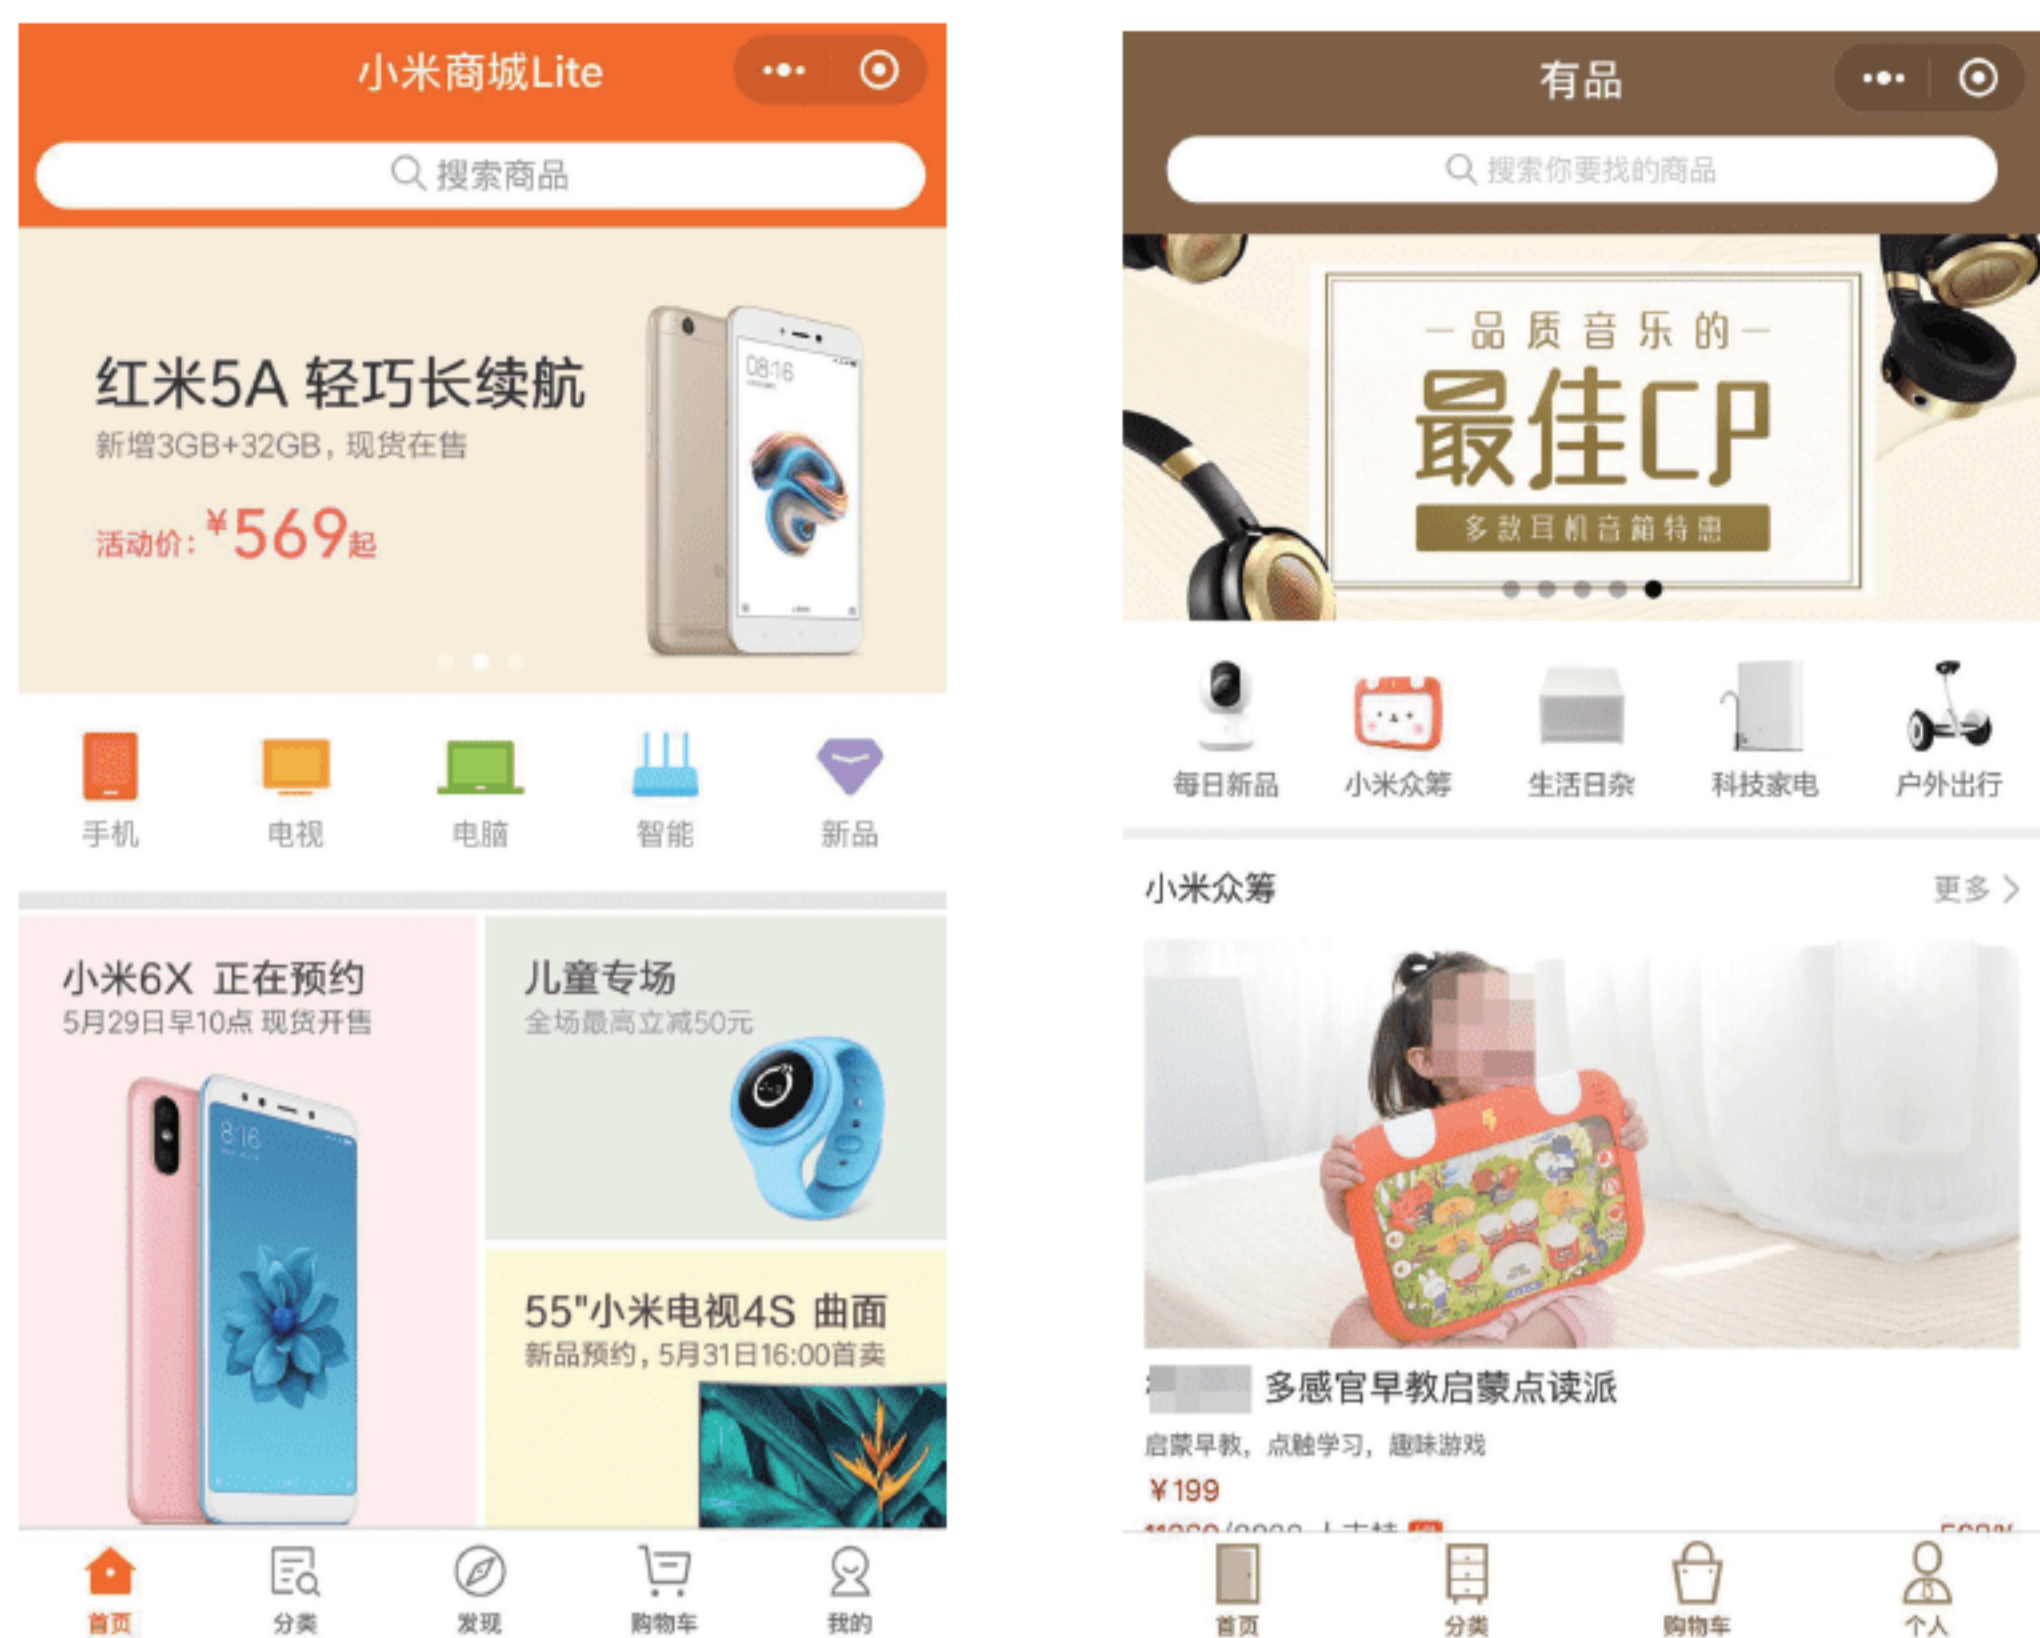 小米商城Lite
搜索商品
红米5A 轻巧长续航
新增3GB+32GB, 现货在售
活动价: ¥569起
08:16
手机
电视
电脑
智能
新品
小米6X 正在预约
5月29日早10点 现货开售
8:16
儿童专场
全场最高立减50元
55"小米电视4S 曲面
新品预约, 5月31日16:00首卖
首页
分类
发现
购物车
我的
有品
搜索你要找的商品
品质音乐的
最佳CP
多款耳机音箱特惠
每日新品
小米众筹
生活日杂
科技家电
户外出行
小米众筹
更多
多感官早教启蒙点读派
启蒙早教, 点触学习, 趣味游戏
¥199
首页
分类
购物车
个人